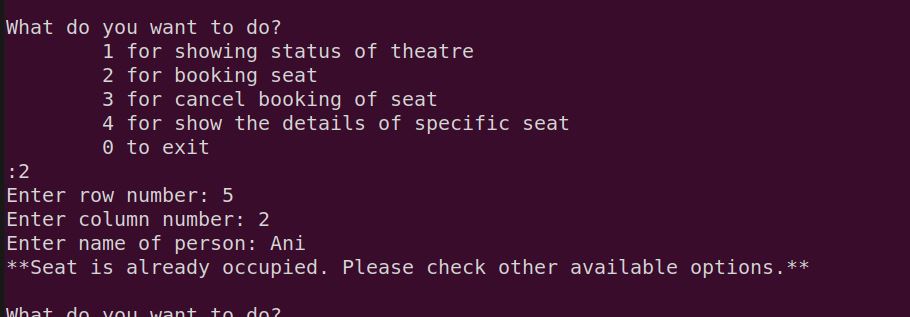 What do you want to do?
1 for showing status of theatre
2 for booking seat
3 for cancel booking of seat
4 for show the details of specific seat
0 to exit
:2
Enter row number: 5
Enter column number: 2
Enter name of person: Ani
**Seat is already occupied. Please check other available options.**
What do you want to do?